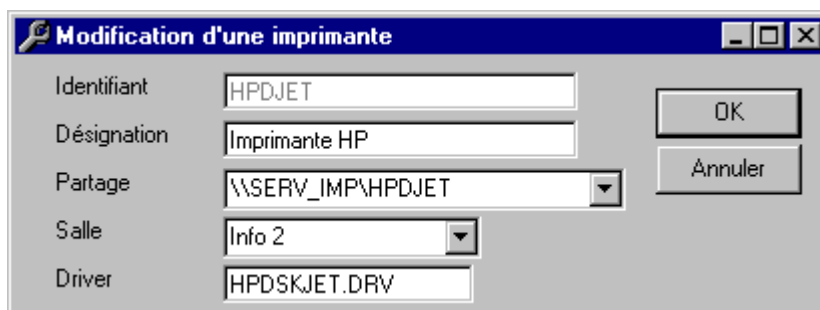 Modification d'une imprimante
Identifiant HPDJET
OK
Désignation Imprimante HP
Partage \\SERV_IMP\HPDJET
Annuler
Salle Info 2
Driver HPDSKJET.DRV